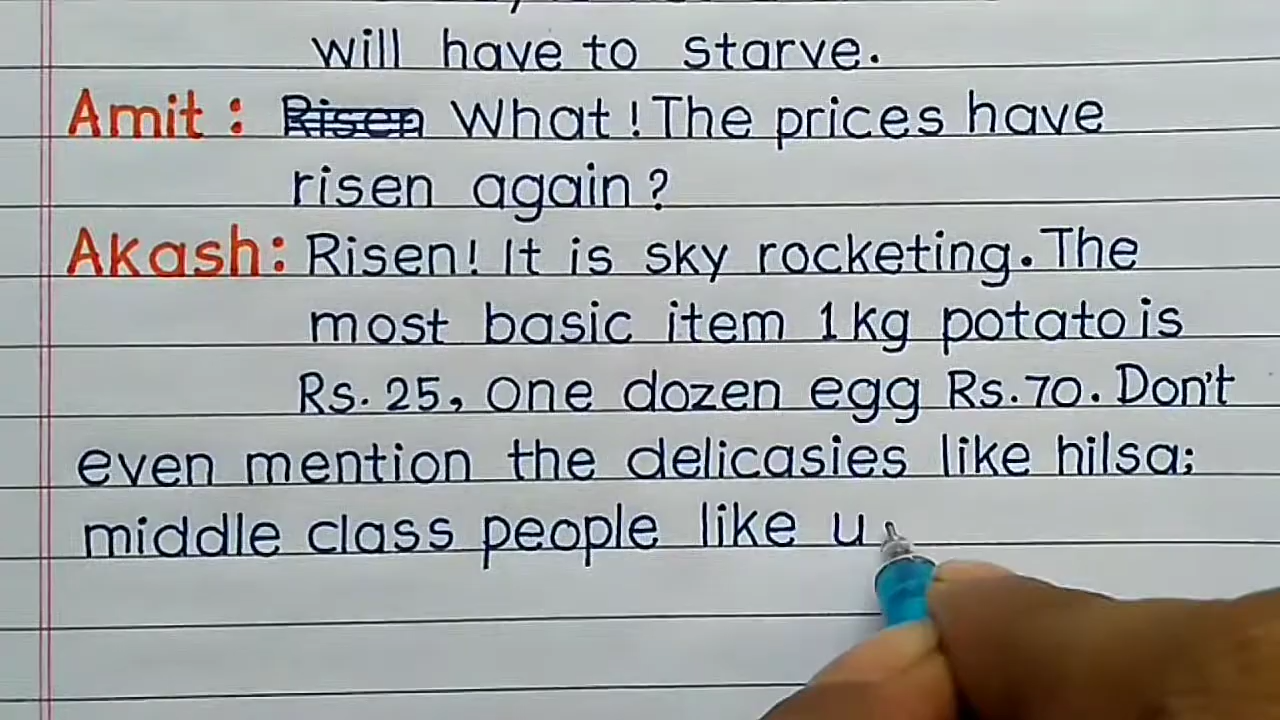 will have to starve.
Amit: Risen What! The prices have
risen again?
Akash: Risen! It is sky rocketing. The
most basic item 1kg potato is
Rs. 25, one dozen egg Rs. 70. Don't
even mention the delicasies like hilsa;
middle class people like u